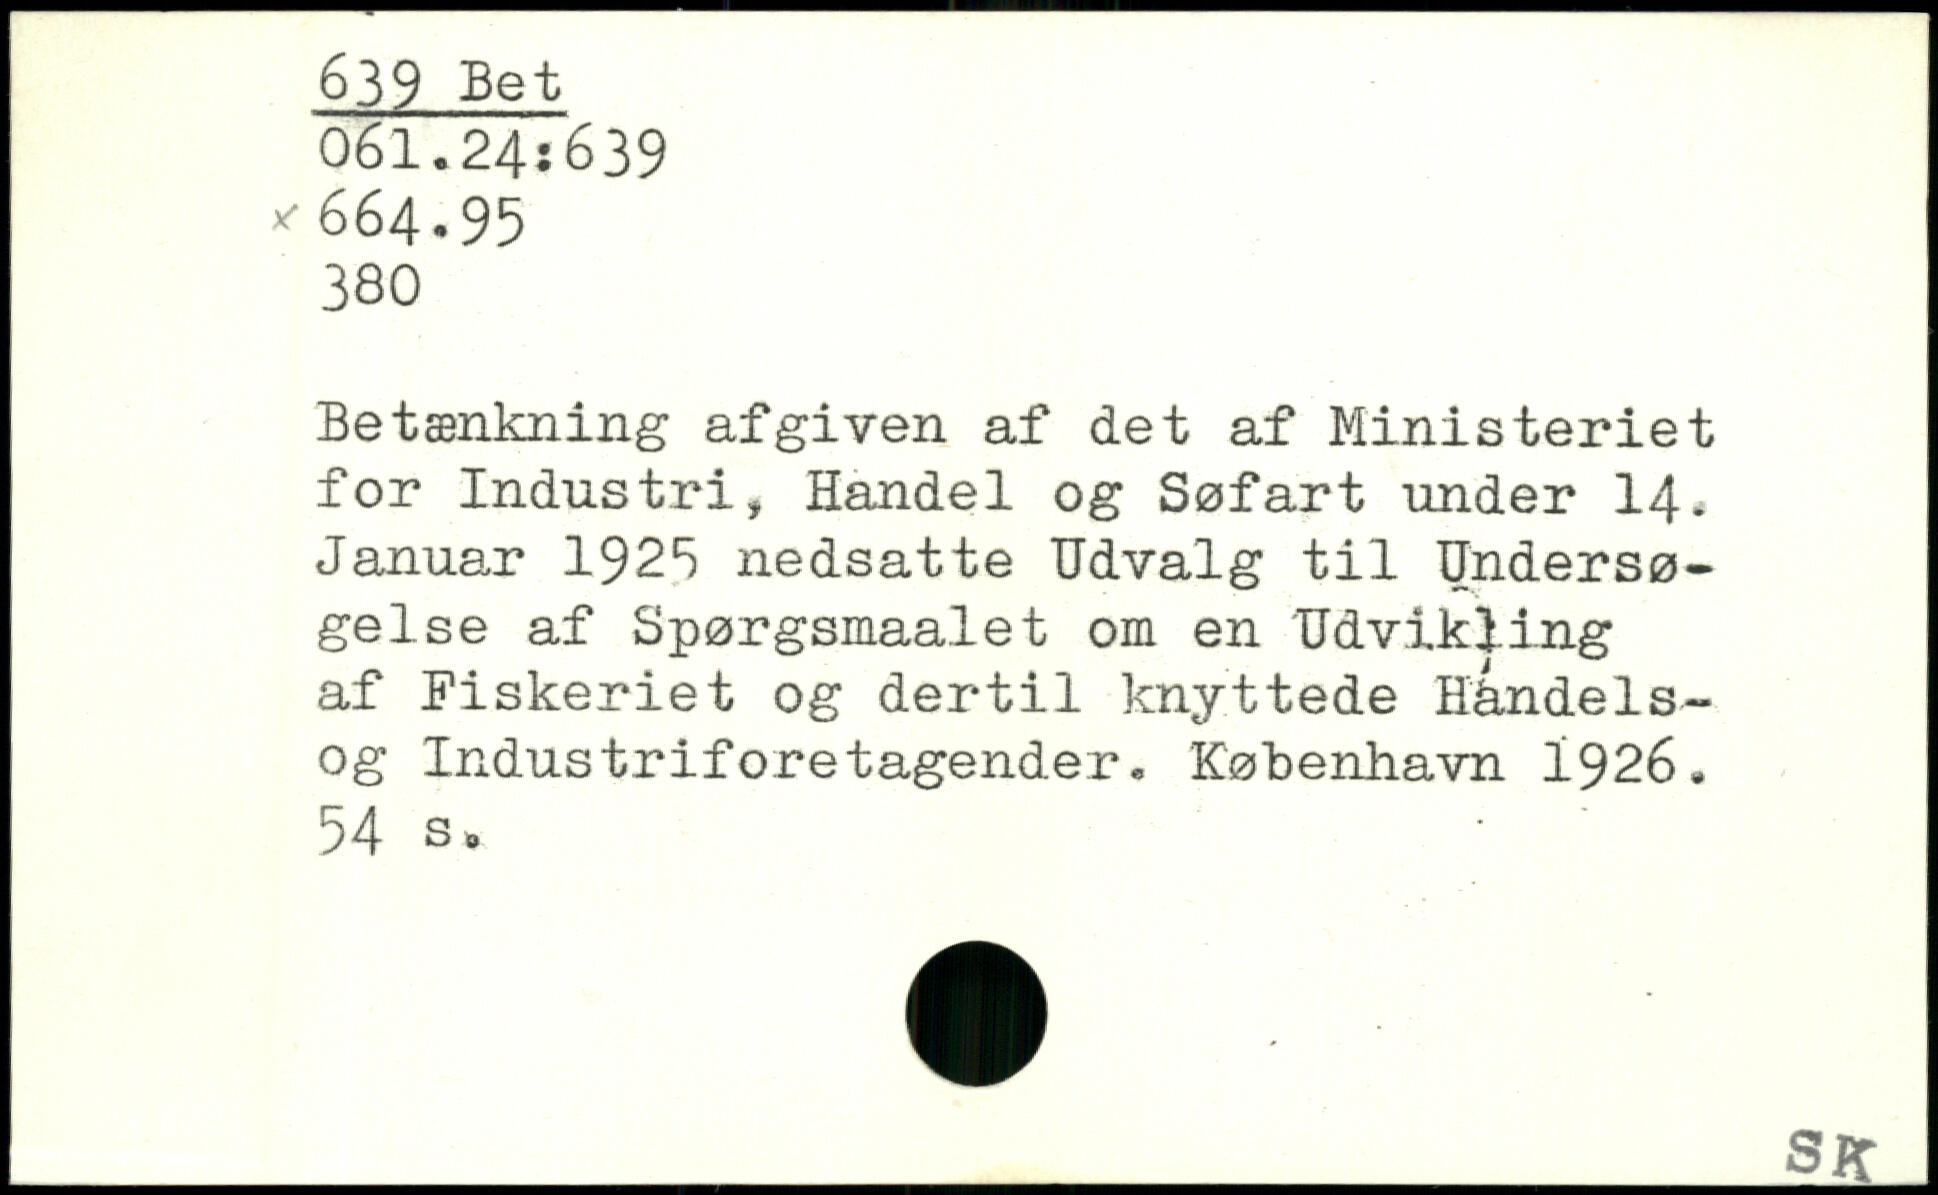 639 Bet
061.24:639
x 664.95
380
Betænkning afgiven af det af Ministeriet
for Industri, Handel og Søfart under 14.
Januar 1925 nedsatte Udvalg til Undersø-
gelse af Spørgsmaalet om en Udvikling
af Fiskeriet og dertil knyttede Handels-
og Industriforetagender. København 1926.
54 s.
SK